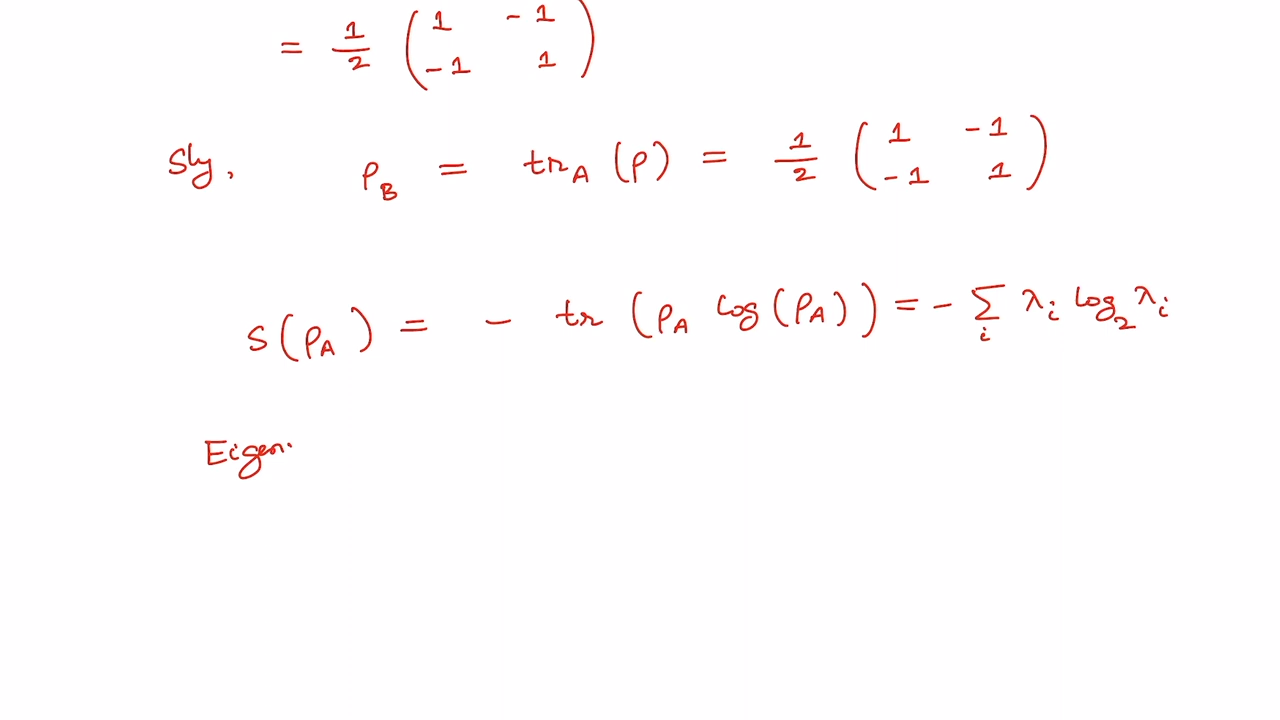 = 1/2 ( 1 -1
-1 1 )
Sly, ρ_B = tr_A (ρ) = 1/2 ( 1 -1
-1 1 )
S(ρ_A) = - tr (ρ_A log(ρ_A)) = - Σ_i λ_i log_2 λ_i
Eigen